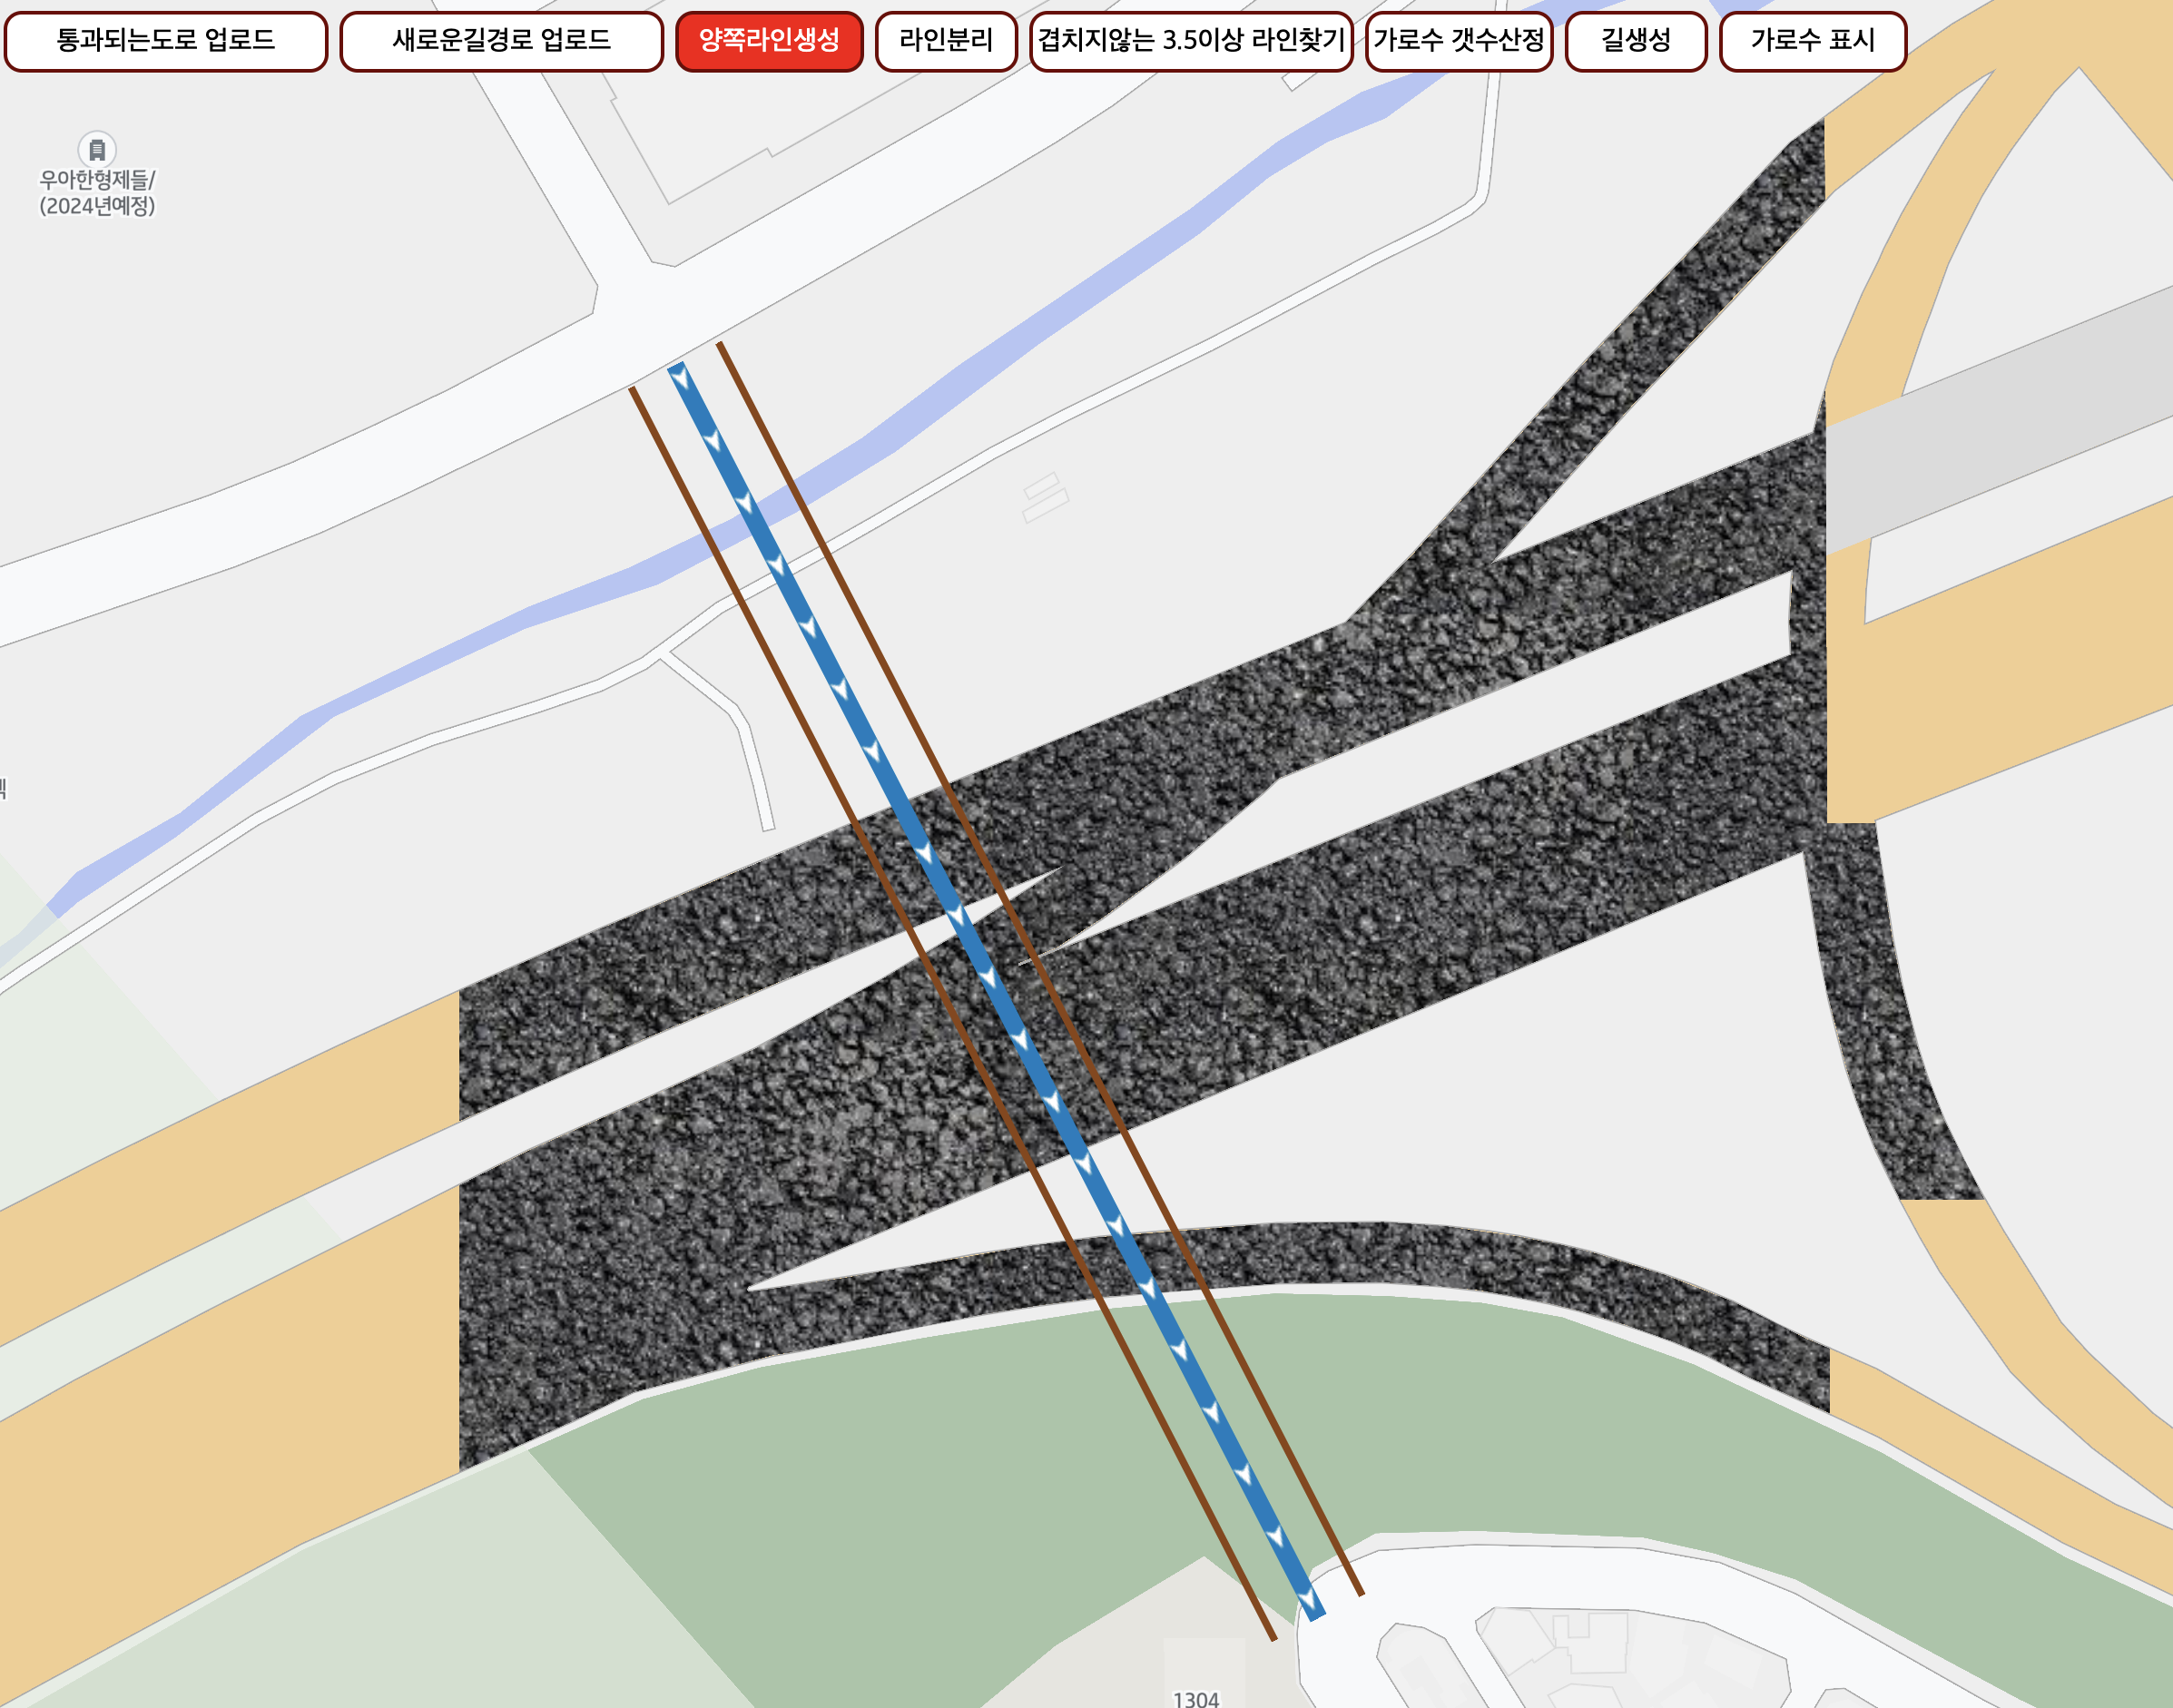 통과되는도로 업로드
새로운길경로 업로드
양쪽라인생성
라인분리
겹치지않는 3.5이상 라인찾기
가로수 갯수산정
길생성
가로수 표시
우아한형제들/
(2024년예정)
1304